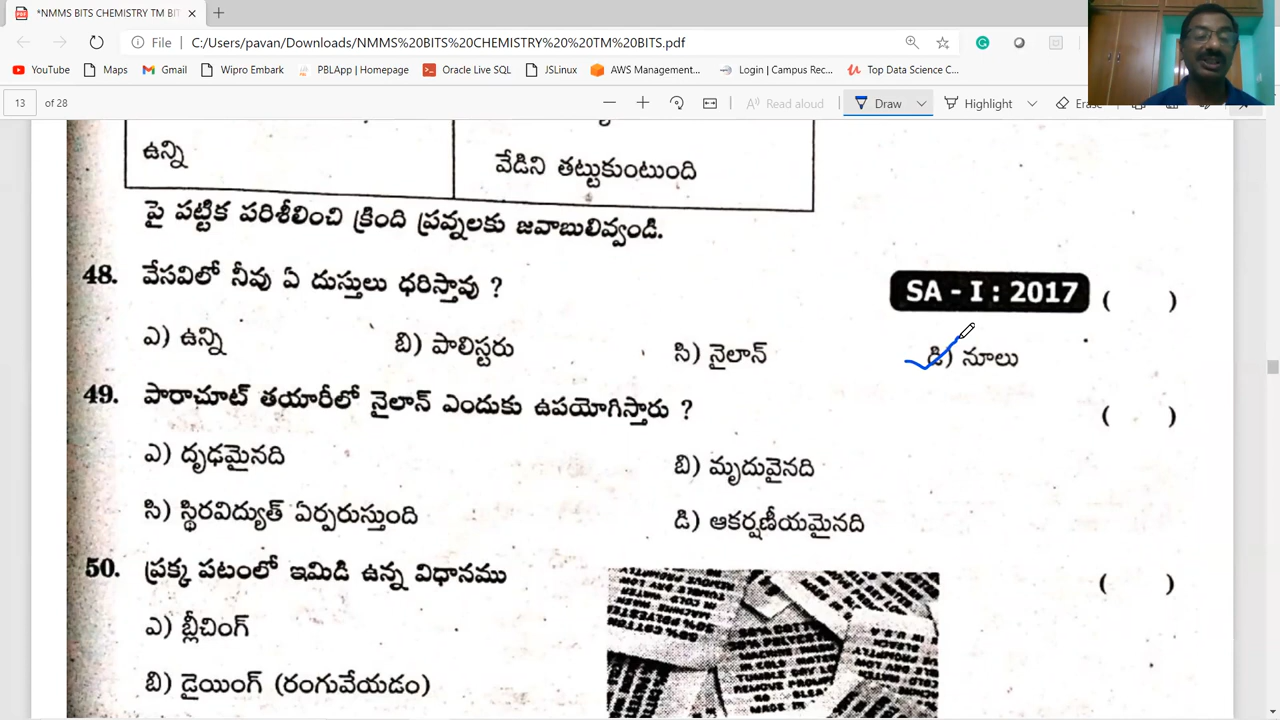 *NMMS BITS CHEMISTRY TM BIT
File C:/Users/pavan/Downloads/NMMS%20BITS%20CHEMISTRY%20%20TM%20BITS.pdf
YouTube Maps Gmail Wipro Embark PBLApp | Homepage Oracle Live SQL JSLinux AWS Management... Login | Campus Rec... Top Data Science C...
13 of 28 Read aloud Draw Highlight Erase
ఉన్ని వేడిని తట్టుకుంటుంది
పై పట్టిక పరిశీలించి క్రింది ప్రవ్నలకు జవాబులివ్వండి.
48. వేసవిలో నీవు ఏ దుస్తులు ధరిస్తావు ? SA - I : 2017 ( )
ఎ) ఉన్ని బి) పాలిస్టరు సి) నైలాన్ డి) నూలు
49. పారాచూట్ తయారీలో నైలాన్ ఎందుకు ఉపయోగిస్తారు ? ( )
ఎ) దృఢమైనది బి) మృదువైనది
సి) స్థిరవిద్యుత్ ఏర్పరుస్తుంది డి) ఆకర్షణీయమైనది
50. ప్రక్క పటంలో ఇమిడి ఉన్న విధానము ( )
ఎ) బ్లీచింగ్
బి) డైయింగ్ (రంగువేయడం)